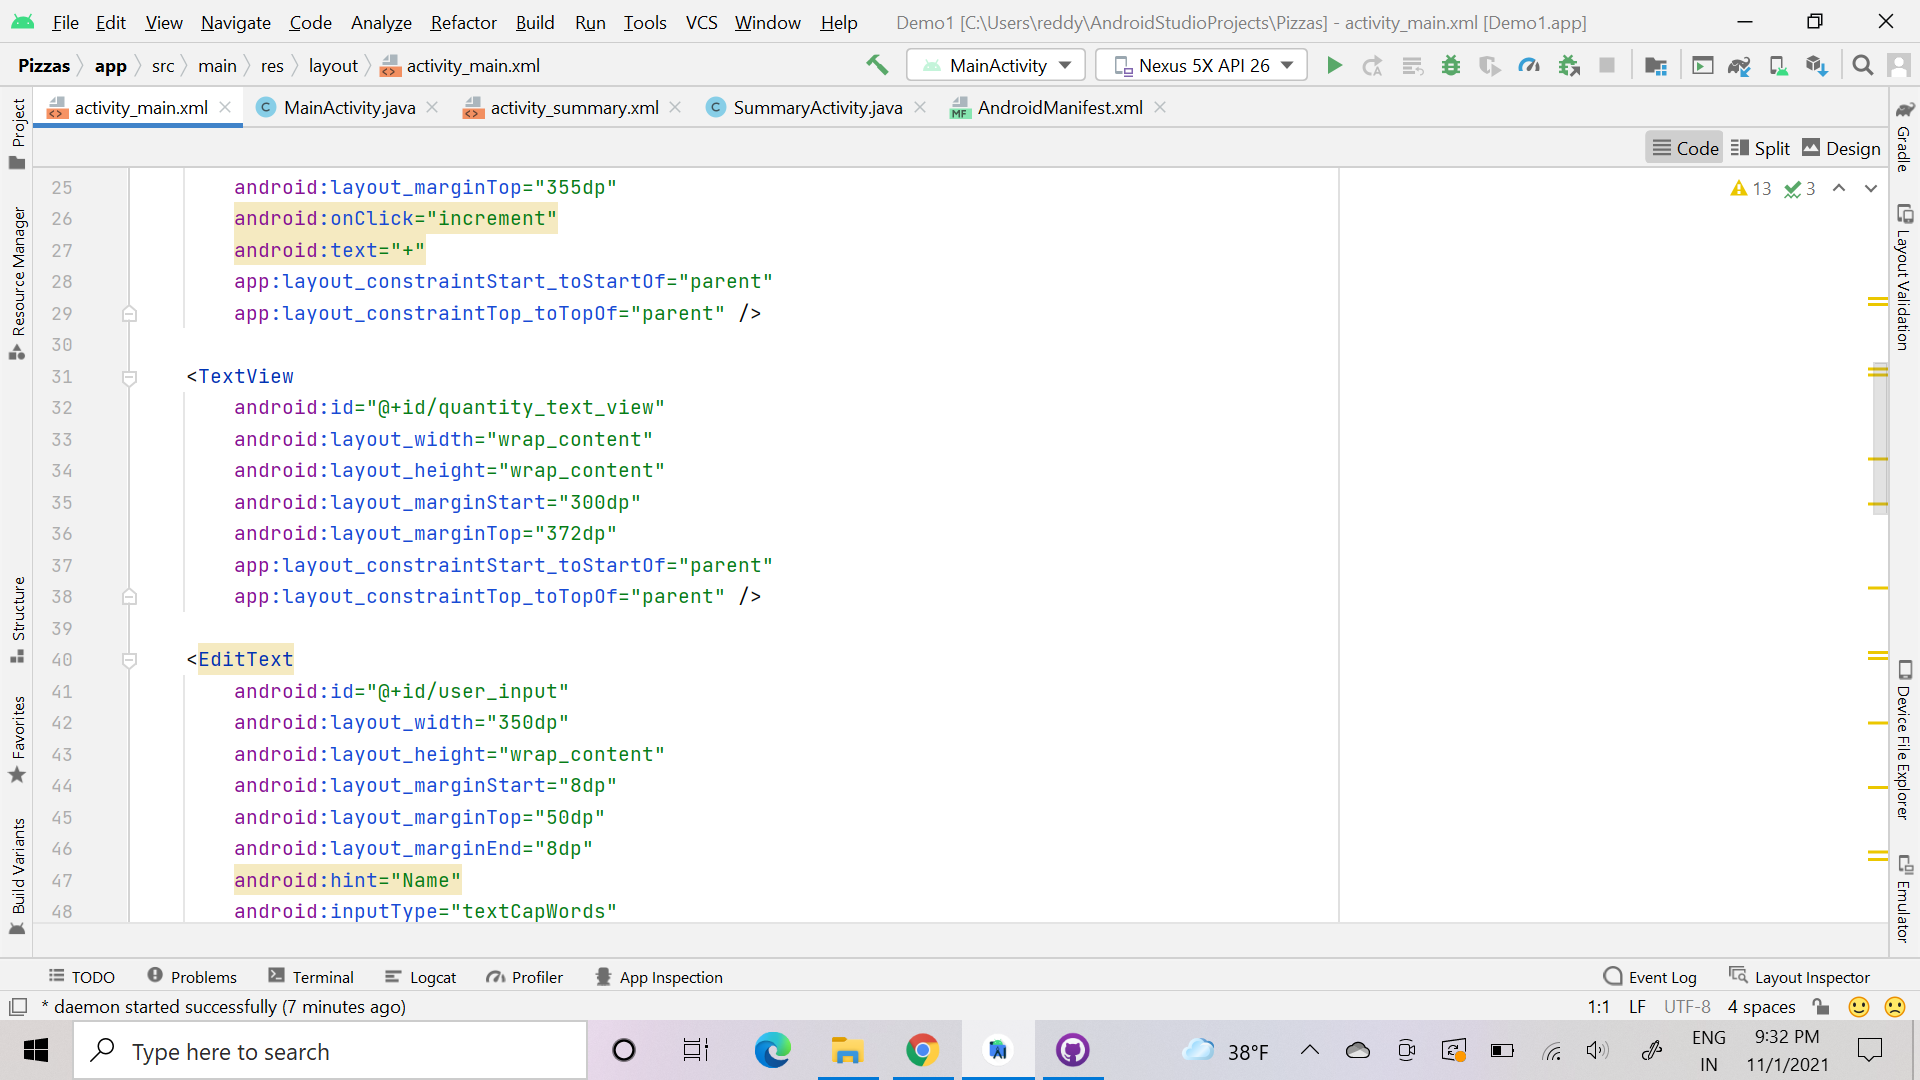 File Edit View Navigate Code Analyze Refactor Build Run Tools VCS Window Help Demo1 [C:\Users\reddy\AndroidStudioProjects\Pizzas] - activity_main.xml [Demo1.app]
Pizzas app src main res layout activity_main.xml MainActivity Nexus 5X API 26
activity_main.xml MainActivity.java activity_summary.xml SummaryActivity.java AndroidManifest.xml
Code Split Design
13 3
25 android:layout_marginTop="355dp"
26 android:onClick="increment"
27 android:text="+"
28 app:layout_constraintStart_toStartOf="parent"
29 app:layout_constraintTop_toTopOf="parent" />
30
31 <TextView
32 android:id="@+id/quantity_text_view"
33 android:layout_width="wrap_content"
34 android:layout_height="wrap_content"
35 android:layout_marginStart="300dp"
36 android:layout_marginTop="372dp"
37 app:layout_constraintStart_toStartOf="parent"
38 app:layout_constraintTop_toTopOf="parent" />
39
40 <EditText
41 android:id="@+id/user_input"
42 android:layout_width="350dp"
43 android:layout_height="wrap_content"
44 android:layout_marginStart="8dp"
45 android:layout_marginTop="50dp"
46 android:layout_marginEnd="8dp"
47 android:hint="Name"
48 android:inputType="textCapWords"
Project
Resource Manager
Structure
Favorites
Build Variants
Gradle
Layout Validation
Device File Explorer
Emulator
TODO Problems Terminal Logcat Profiler App Inspection Event Log Layout Inspector
* daemon started successfully (7 minutes ago) 1:1 LF UTF-8 4 spaces
Type here to search 38°F ENG IN 9:32 PM 11/1/2021